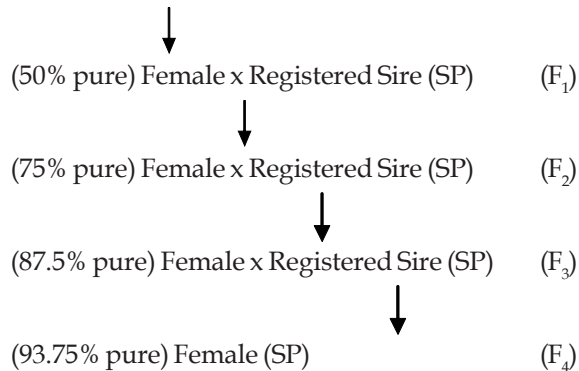 (50% pure) Female x Registered Sire (SP) (F₁)
(75% pure) Female x Registered Sire (SP) (F₂)
(87.5% pure) Female x Registered Sire (SP) (F₃)
(93.75% pure) Female (SP) (F₄)